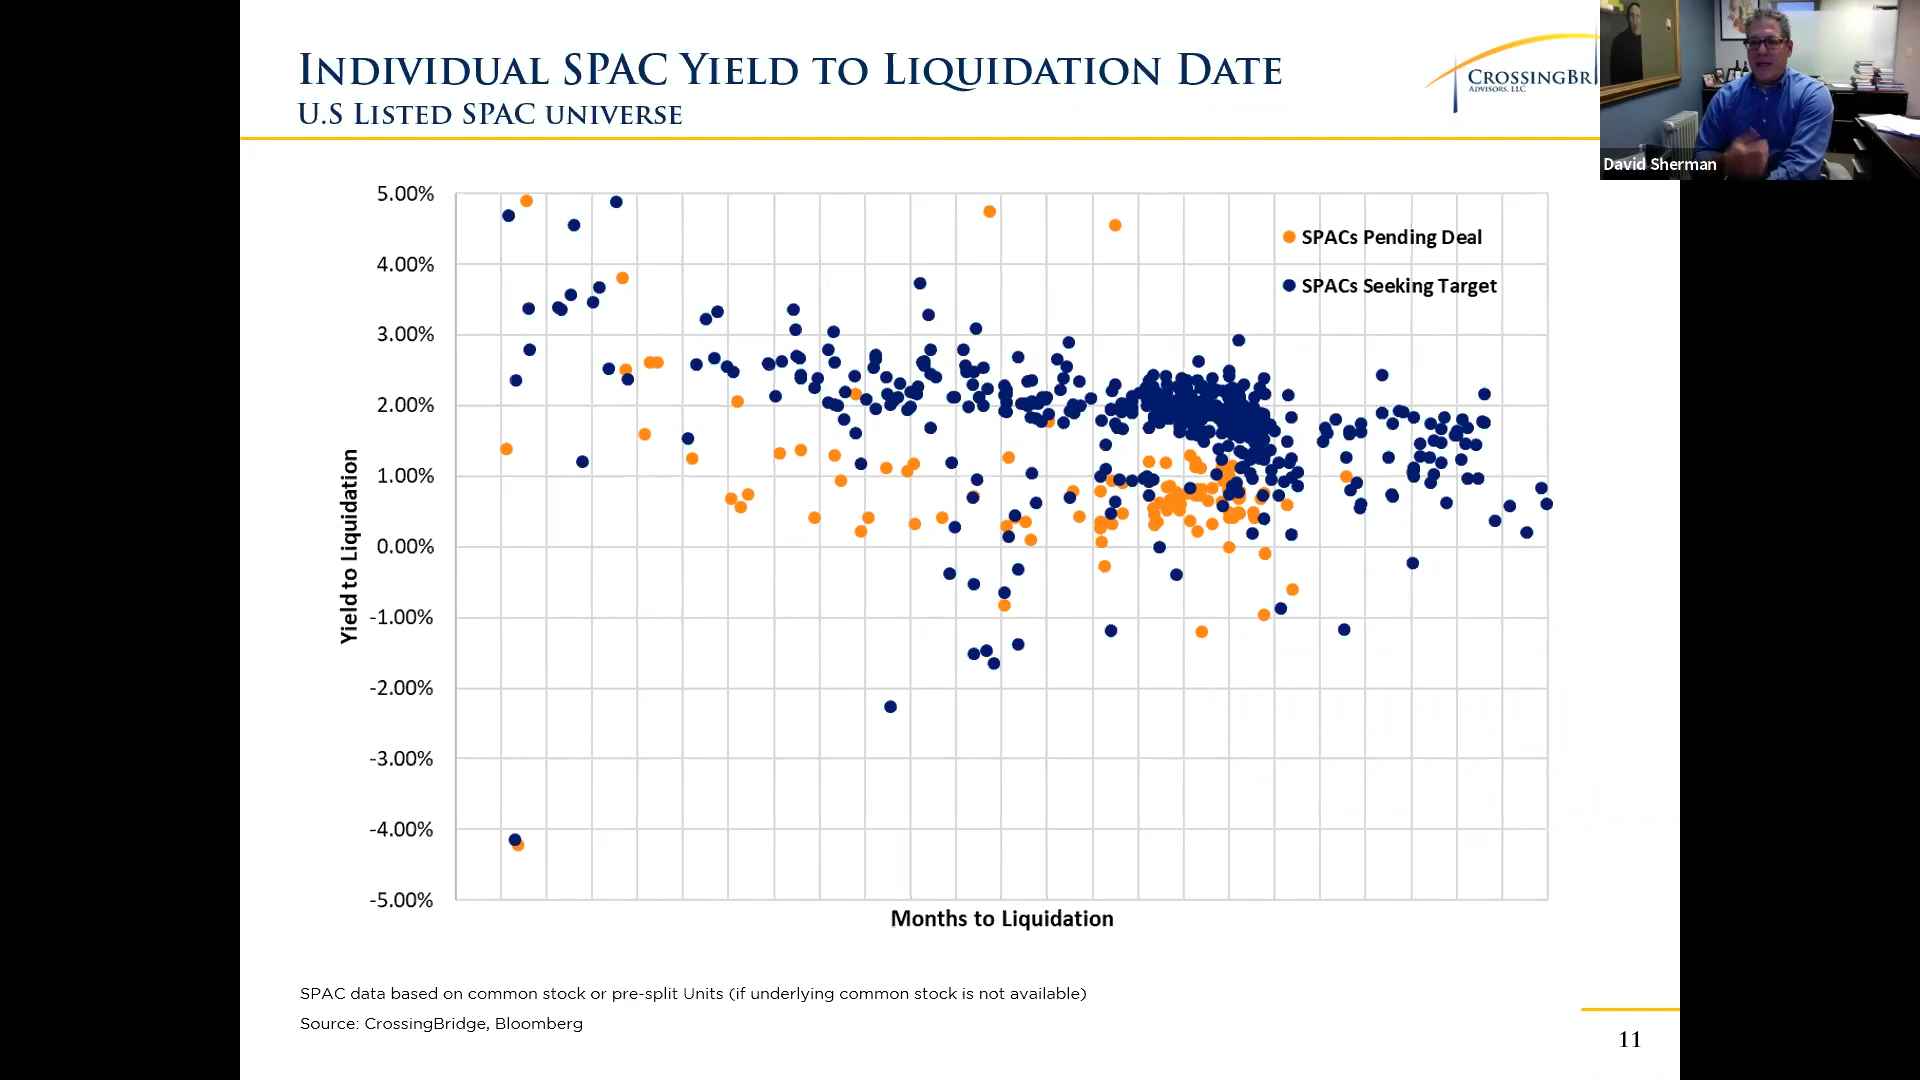 INDIVIDUAL SPAC YIELD TO LIQUIDATION DATE
U.S LISTED SPAC UNIVERSE
CROSSINGBR
ADVISORS, LLC
David Sherman
5.00%
4.00%
3.00%
2.00%
1.00%
0.00%
-1.00%
-2.00%
-3.00%
-4.00%
-5.00%
Yield to Liquidation
SPACs Pending Deal
SPACs Seeking Target
Months to Liquidation
SPAC data based on common stock or pre-split Units (if underlying common stock is not available)
Source: CrossingBridge, Bloomberg
11